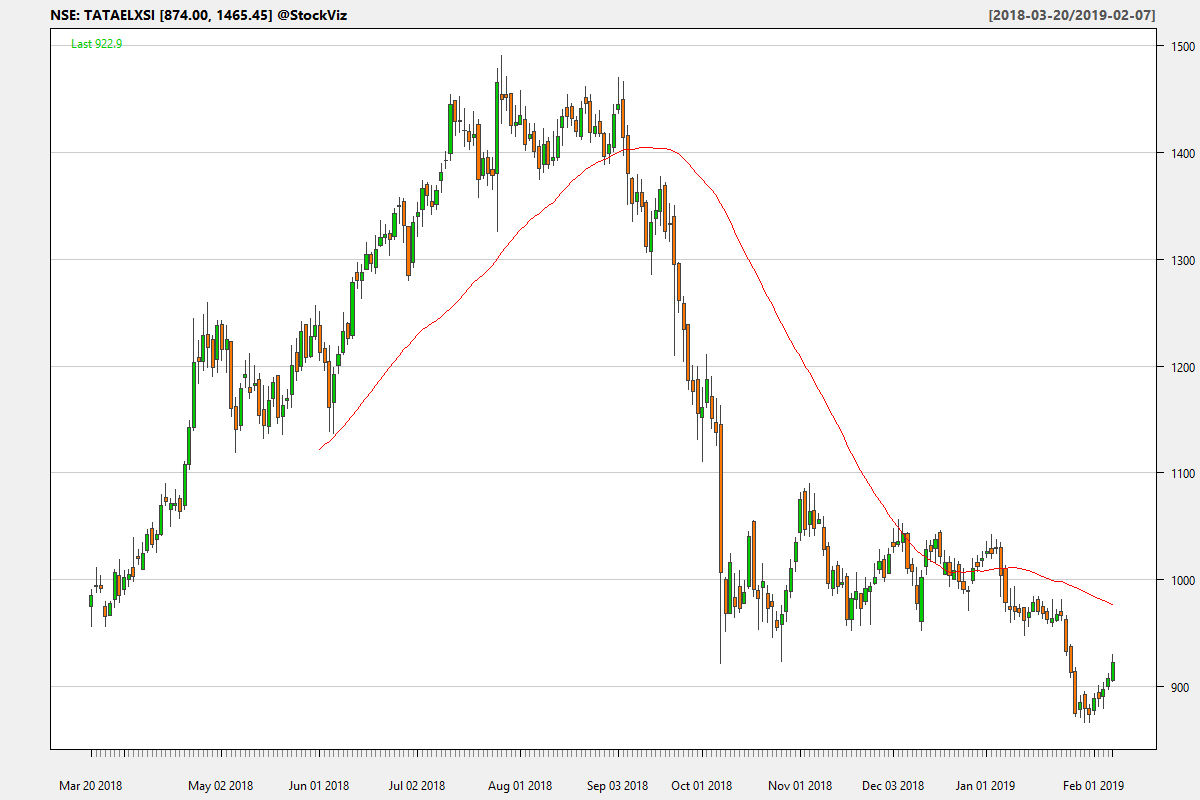 NSE: TATAELXSI [874.00, 1465.45] @StockViz [2018-03-20/2019-02-07]
Last 922.9
1500
1400
1300
1200
1100
1000
900
Mar 20 2018 May 02 2018 Jun 01 2018 Jul 02 2018 Aug 01 2018 Sep 03 2018 Oct 01 2018 Nov 01 2018 Dec 03 2018 Jan 01 2019 Feb 01 2019